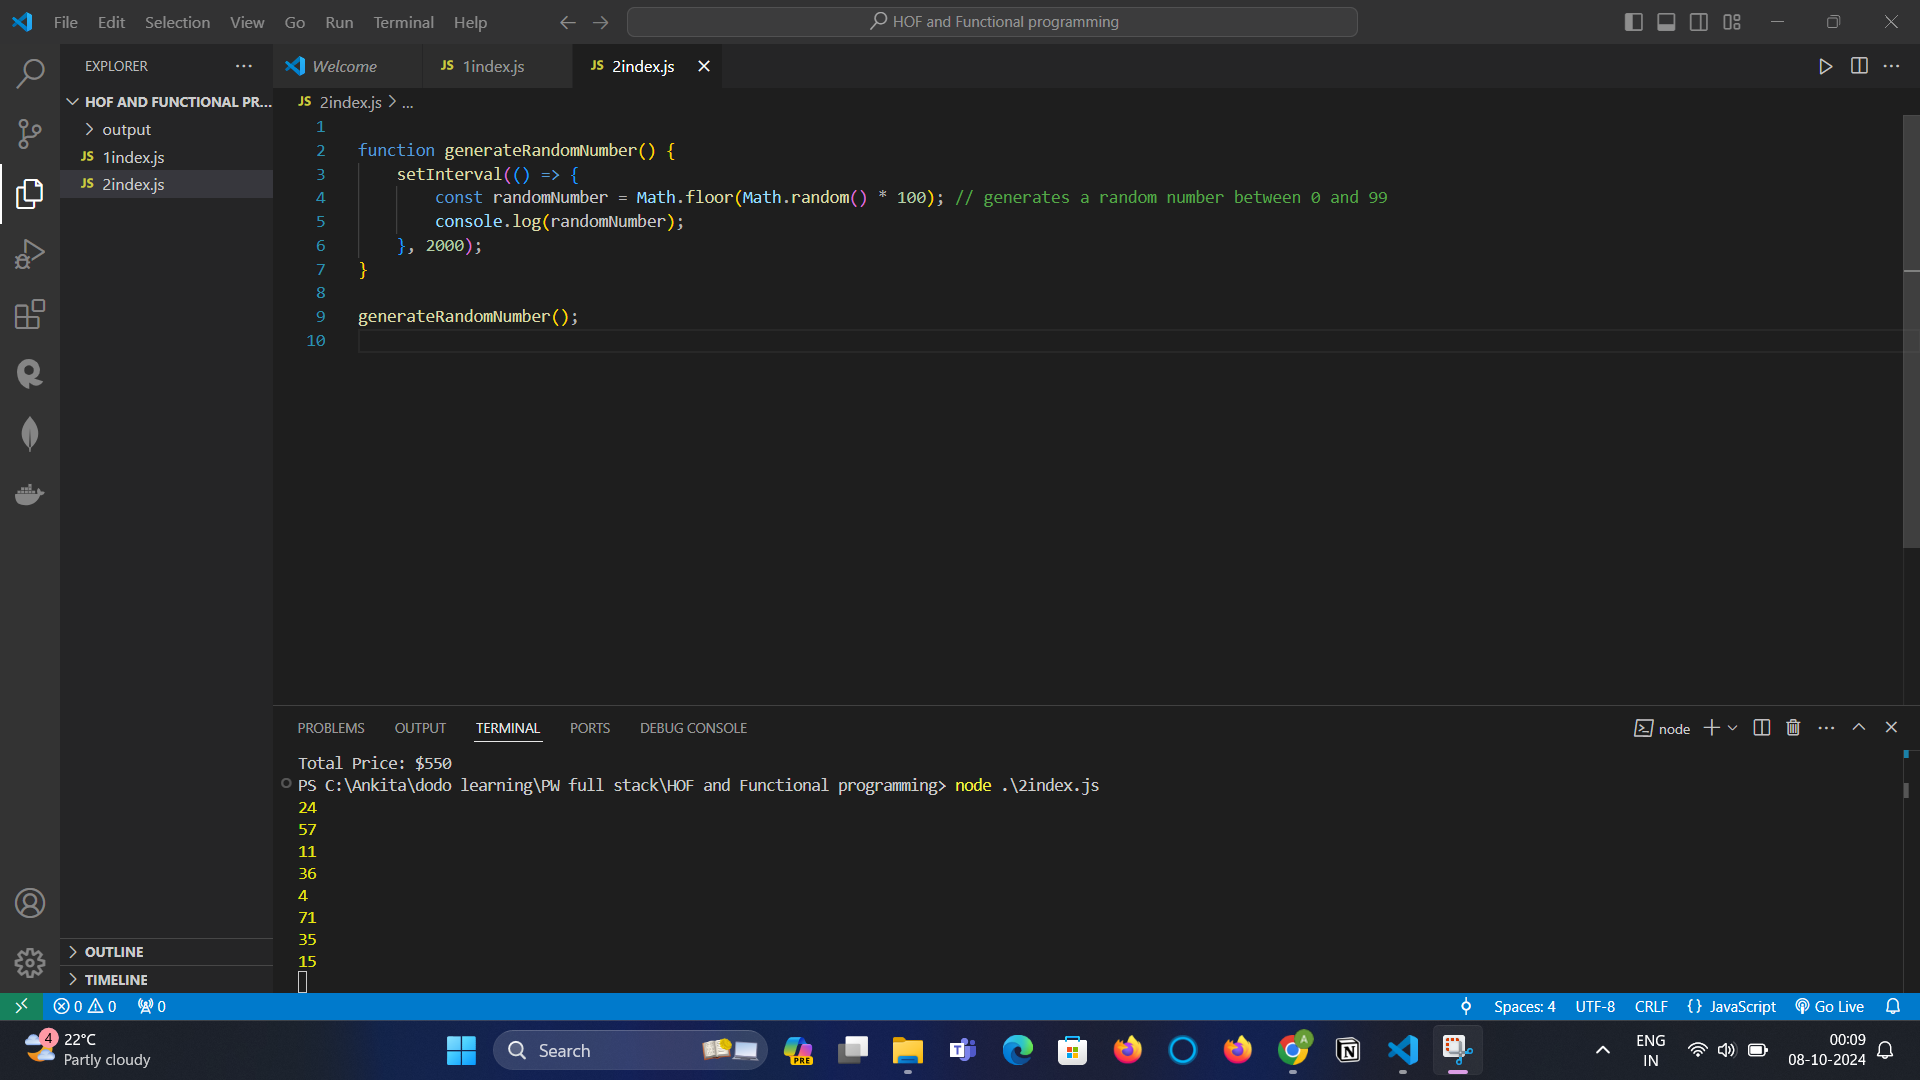 File Edit Selection View Go Run Terminal Help
HOF and Functional programming
EXPLORER
HOF AND FUNCTIONAL PR...
output
JS 1index.js
JS 2index.js
OUTLINE
TIMELINE
Welcome JS 1index.js JS 2index.js
JS 2index.js > ...
1
2 function generateRandomNumber() {
3 setInterval(() => {
4 const randomNumber = Math.floor(Math.random() * 100); // generates a random number between 0 and 99
5 console.log(randomNumber);
6 }, 2000);
7 }
8
9 generateRandomNumber();
10
PROBLEMS OUTPUT TERMINAL PORTS DEBUG CONSOLE
node
Total Price: $550
PS C:\Ankita\dodo learning\PW full stack\HOF and Functional programming> node .\2index.js
24
57
11
36
4
71
35
15
0 0 0
Spaces: 4 UTF-8 CRLF {} JavaScript Go Live
4
22°C
Partly cloudy
Search
PRE
A
ENG
IN
00:09
08-10-2024